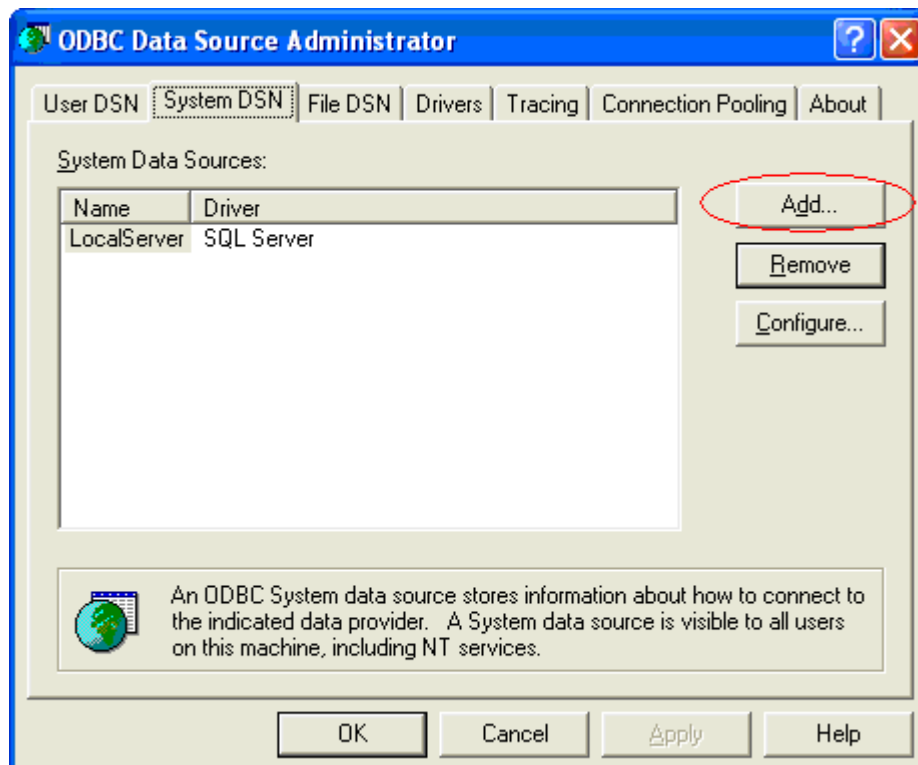 ODBC Data Source Administrator
?
User DSN System DSN File DSN Drivers Tracing Connection Pooling About
System Data Sources:
Name Driver
LocalServer SQL Server
Add...
Remove
Configure...
An ODBC System data source stores information about how to connect to
the indicated data provider. A System data source is visible to all users
on this machine, including NT services.
OK Cancel Apply Help